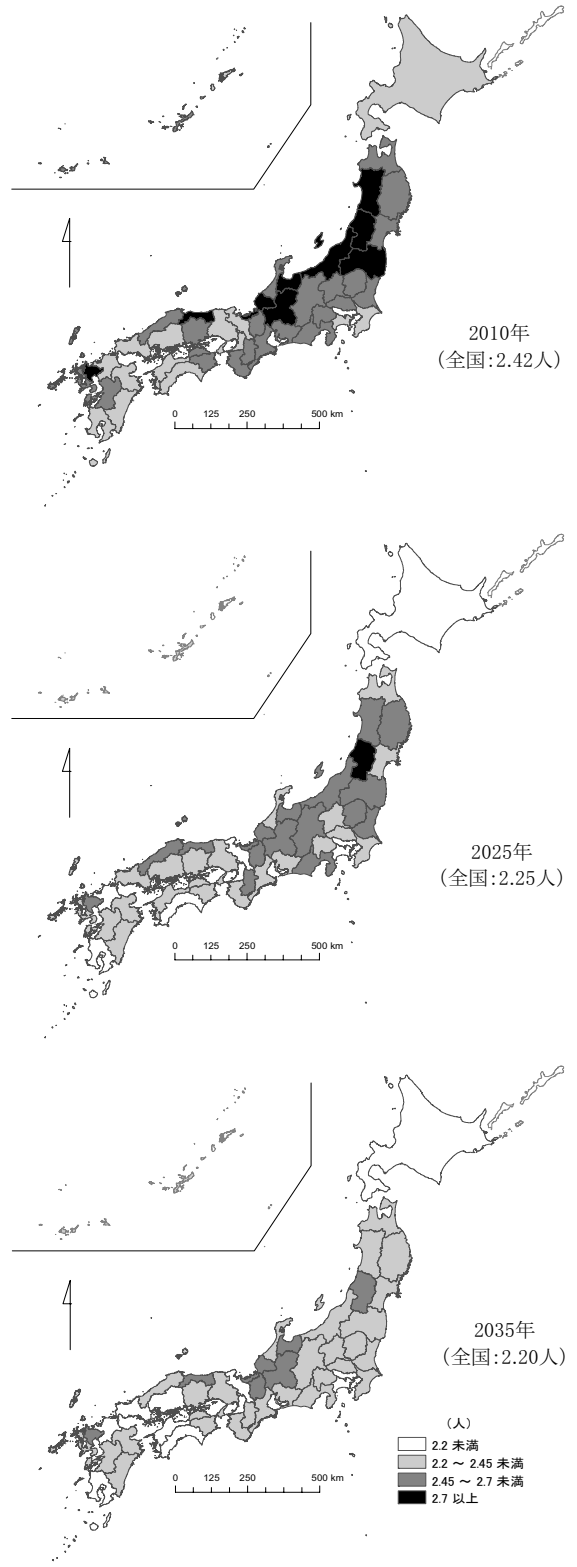 2010年
(全国:2.42人)
0 125 250 500 km
2025年
(全国:2.25人)
0 125 250 500 km
2035年
(全国:2.20人)
(人)
2.2 未満
2.2 ～ 2.45 未満
2.45 ～ 2.7 未満
2.7 以上
0 125 250 500 km